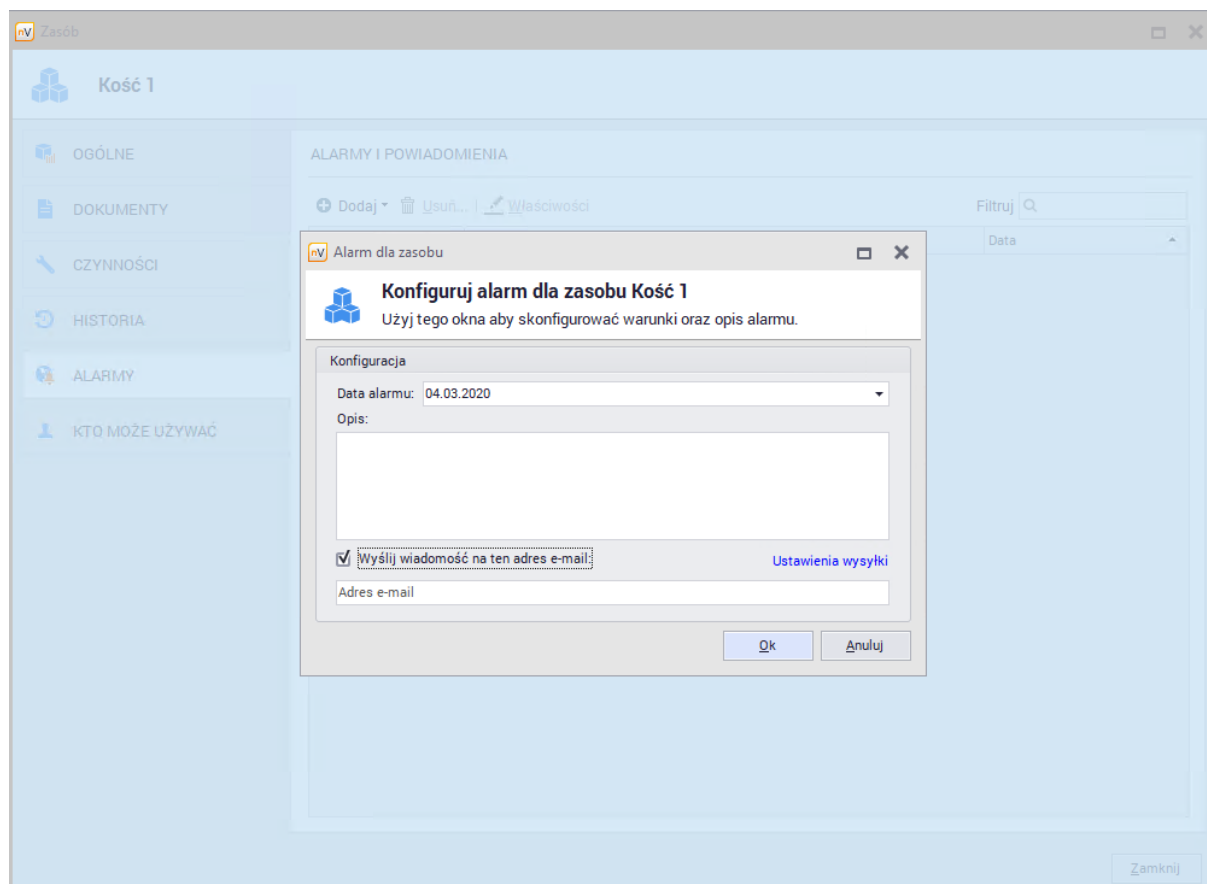 nV Zasób
Kość 1
OGÓLNE
DOKUMENTY
CZYNNOŚCI
HISTORIA
ALARMY
KTO MOŻE UŻYWAĆ
ALARMY I POWIADOMIENIA
Dodaj Usuń... Właściwości Filtruj
Data
nV Alarm dla zasobu
Konfiguruj alarm dla zasobu Kość 1
Użyj tego okna aby skonfigurować warunki oraz opis alarmu.
Konfiguracja
Data alarmu: 04.03.2020
Opis:
Wyślij wiadomość na ten adres e-mail: Ustawienia wysyłki
Adres e-mail
Ok Anuluj
Zamknij